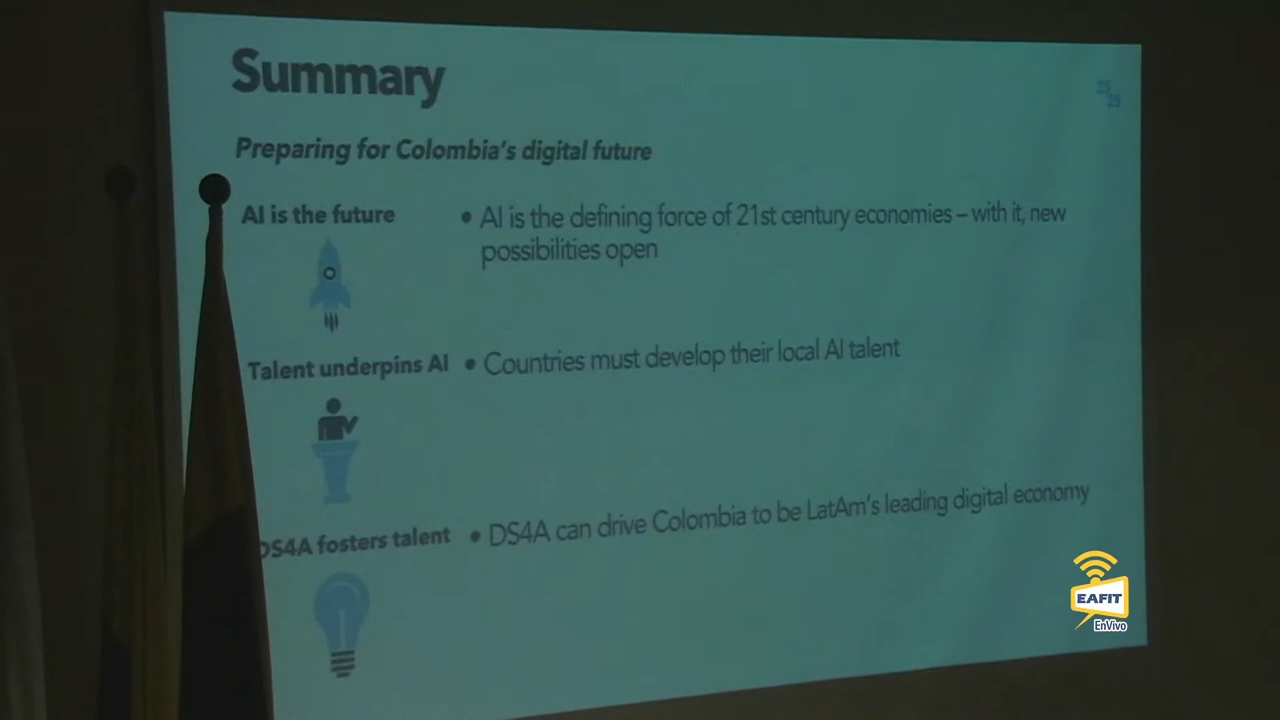 Summary
25
25
Preparing for Colombia's digital future
AI is the future
• AI is the defining force of 21st century economies – with it, new
possibilities open
Talent underpins AI
• Countries must develop their local AI talent
DS4A fosters talent
• DS4A can drive Colombia to be LatAm's leading digital economy
EAFIT
EnVivo